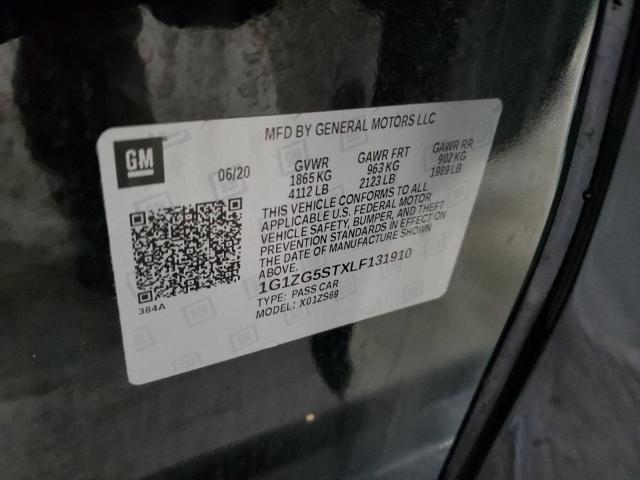 MFD BY GENERAL MOTORS LLC
GM
06/20
GVWR GAWR FRT GAWR RR
1865 KG 963 KG 902 KG
4112 LB 2123 LB 1989 LB
THIS VEHICLE CONFORMS TO ALL
APPLICABLE U.S. FEDERAL MOTOR
VEHICLE SAFETY, BUMPER, AND THEFT
PREVENTION STANDARDS IN EFFECT ON
THE DATE OF MANUFACTURE SHOWN
ABOVE.
1G1ZG5STXLF131910
TYPE: PASS CAR
MODEL: X01ZS69
384A